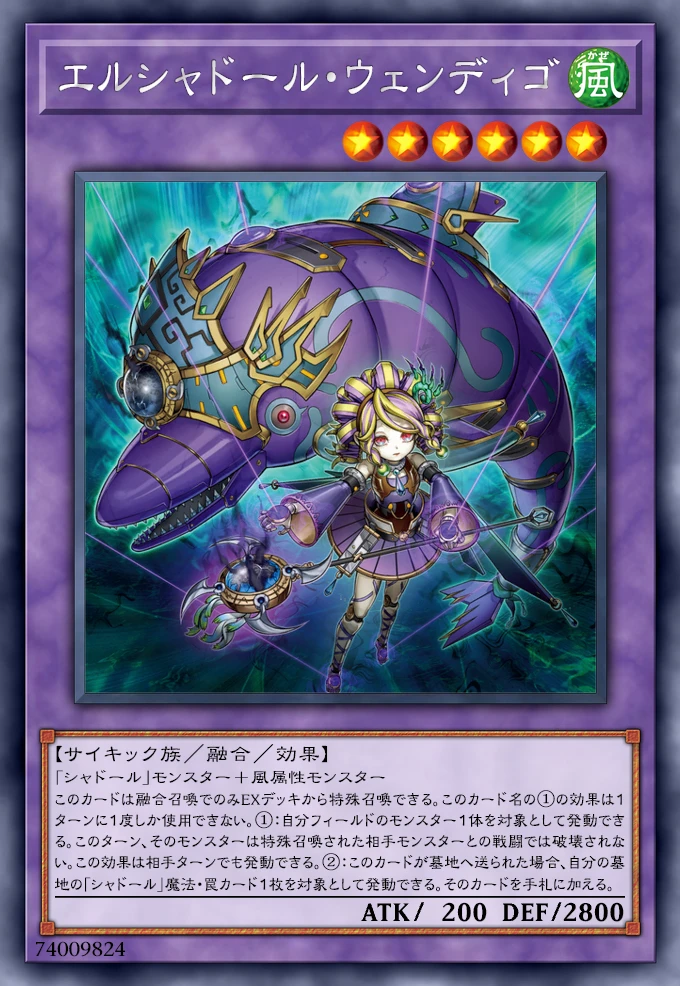 エルシャドール・ウェンディゴ
かぜ
風
【サイキック族／融合／効果】
「シャドール」モンスター＋風属性モンスター
このカードは融合召喚でのみEXデッキから特殊召喚できる。このカード名の①の効果は１
ターンに１度しか使用できない。①：自分フィールドのモンスター１体を対象として発動でき
る。このターン、そのモンスターは特殊召喚された相手モンスターとの戦闘では破壊されな
い。この効果は相手ターンでも発動できる。②：このカードが墓地へ送られた場合、自分の墓
地の「シャドール」魔法・罠カード１枚を対象として発動できる。そのカードを手札に加える。
ATK/ 200 DEF/2800
74009824